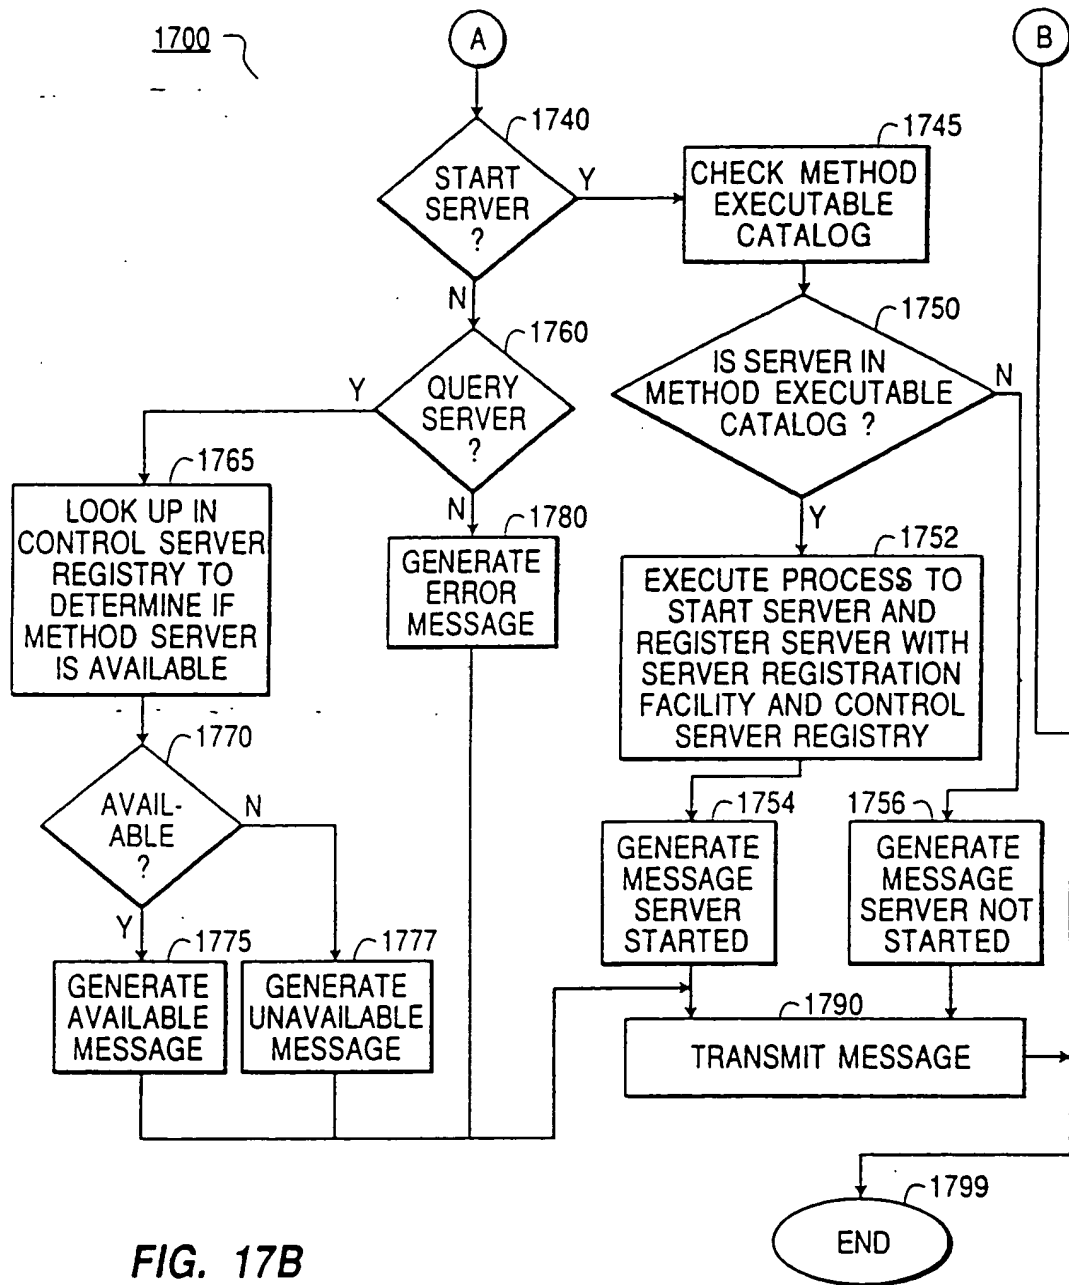 1700
A
B
1740
START
SERVER
?
Y
N
1745
CHECK METHOD
EXECUTABLE
CATALOG
1750
IS SERVER IN
METHOD EXECUTABLE
CATALOG ?
N
Y
1760
QUERY
SERVER
?
Y
N
1765
LOOK UP IN
CONTROL SERVER
REGISTRY TO
DETERMINE IF
METHOD SERVER
IS AVAILABLE
1780
GENERATE
ERROR
MESSAGE
1752
EXECUTE PROCESS TO
START SERVER AND
REGISTER SERVER WITH
SERVER REGISTRATION
FACILITY AND CONTROL
SERVER REGISTRY
1770
AVAIL-
ABLE
?
N
Y
1754
GENERATE
MESSAGE
SERVER
STARTED
1756
GENERATE
MESSAGE
SERVER NOT
STARTED
1775
GENERATE
AVAILABLE
MESSAGE
1777
GENERATE
UNAVAILABLE
MESSAGE
1790
TRANSMIT MESSAGE
1799
END
FIG. 17B